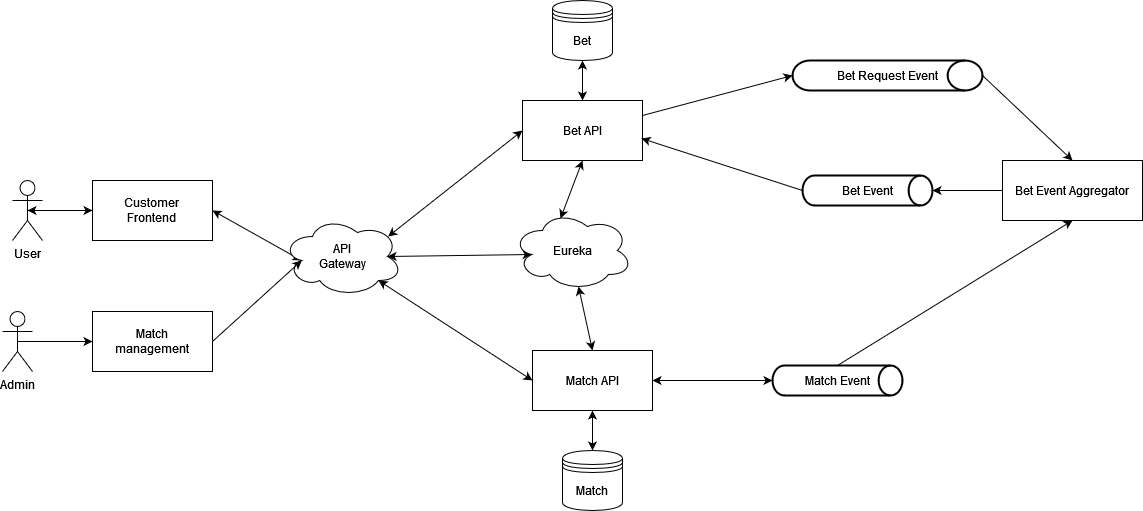 Bet
Bet Request Event
Bet API
Customer
Frontend
Bet Event
Bet Event Aggregator
User
API
Gateway
Eureka
Match
management
Admin
Match API
Match Event
Match